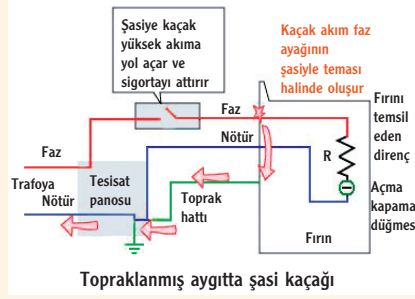 Şasiye kaçak
yüksek akıma
yol açar ve
sigortayı attırır
Kaçak akım faz
ayağının
şasiyle teması
halinde oluşur
Faz
Nötür
Fırını
temsil
eden
direnç
R
Faz
Trafoya
Nötür
Tesisat
panosu
Toprak
hattı
Açma
kapama
düğmes
Fırın
Topraklanmış aygıtta şasi kaçağı